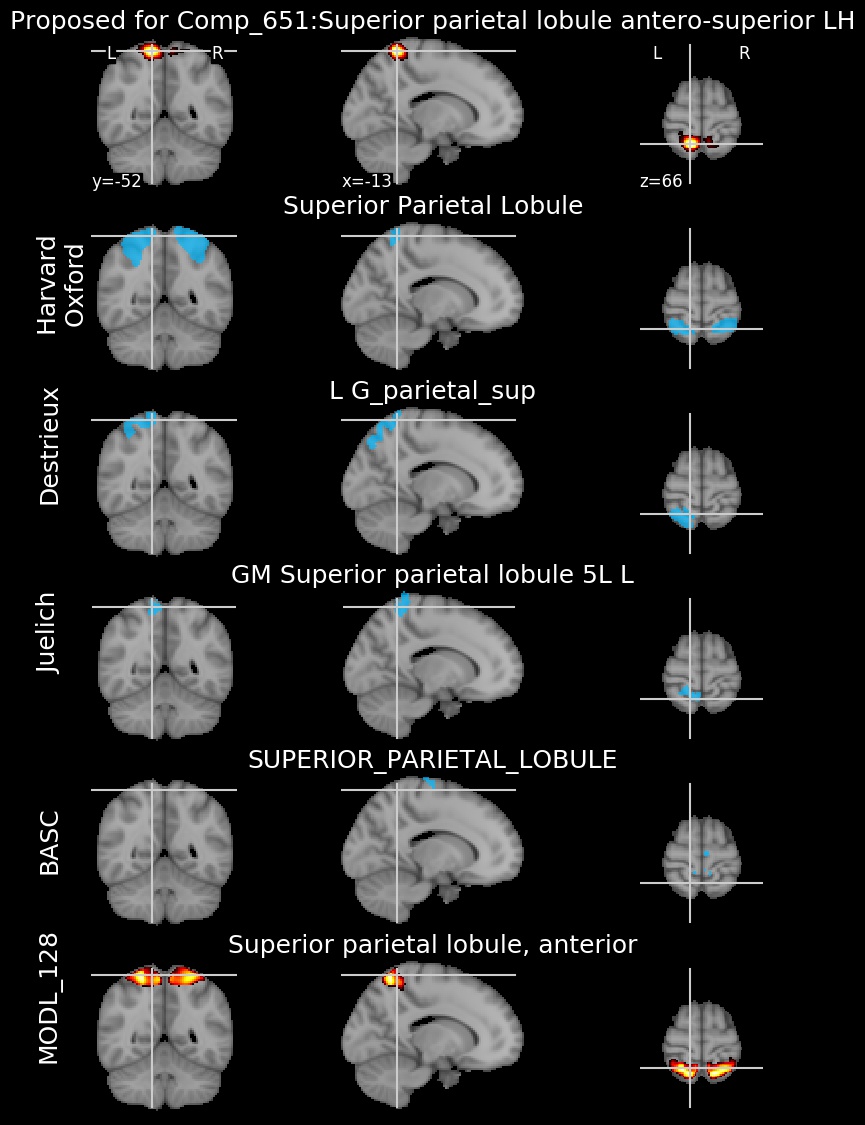 Proposed for Comp_651:Superior parietal lobule antero-superior LH
L R
L R
y=-52
x=-13
z=66
Superior Parietal Lobule
Harvard
Oxford
L G_parietal_sup
Destrieux
GM Superior parietal lobule 5L L
Juelich
SUPERIOR_PARIETAL_LOBULE
BASC
Superior parietal lobule, anterior
MODL_128